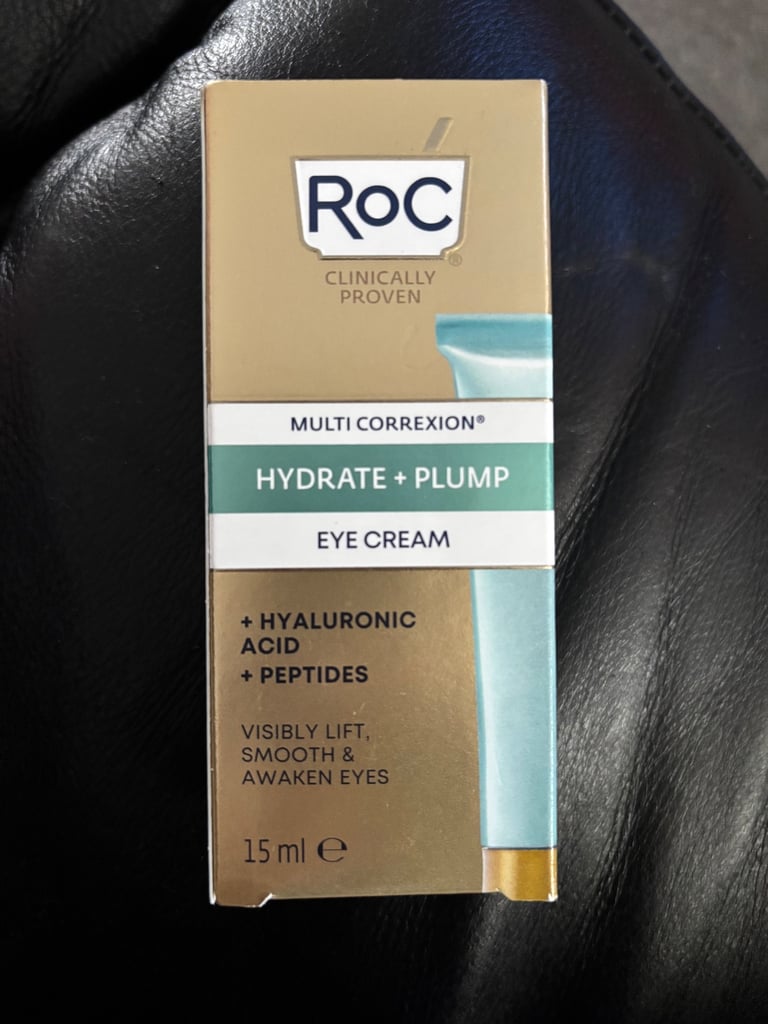 RoC®
CLINICALLY
PROVEN
MULTI CORREXION®
HYDRATE + PLUMP
EYE CREAM
+ HYALURONIC
ACID
+ PEPTIDES
VISIBLY LIFT,
SMOOTH &
AWAKEN EYES
15 ml ℮